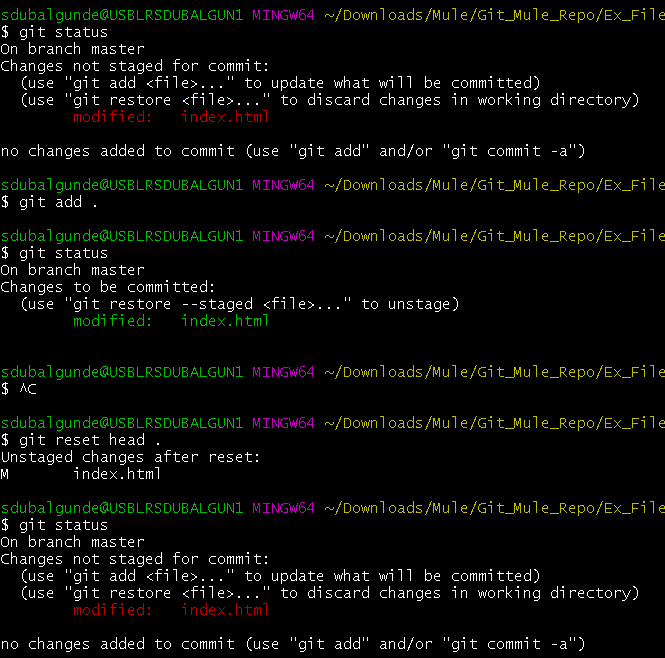 sdubalgunde@USBLRSDUBALGUN1 MINGW64 ~/Downloads/Mule/Git_Mule_Repo/Ex_File
$ git status
On branch master
Changes not staged for commit:
  (use "git add <file>..." to update what will be committed)
  (use "git restore <file>..." to discard changes in working directory)
        modified:   index.html

no changes added to commit (use "git add" and/or "git commit -a")

sdubalgunde@USBLRSDUBALGUN1 MINGW64 ~/Downloads/Mule/Git_Mule_Repo/Ex_File
$ git add .

sdubalgunde@USBLRSDUBALGUN1 MINGW64 ~/Downloads/Mule/Git_Mule_Repo/Ex_File
$ git status
On branch master
Changes to be committed:
  (use "git restore --staged <file>..." to unstage)
        modified:   index.html


sdubalgunde@USBLRSDUBALGUN1 MINGW64 ~/Downloads/Mule/Git_Mule_Repo/Ex_File
$ ^C

sdubalgunde@USBLRSDUBALGUN1 MINGW64 ~/Downloads/Mule/Git_Mule_Repo/Ex_File
$ git reset head .
Unstaged changes after reset:
M       index.html

sdubalgunde@USBLRSDUBALGUN1 MINGW64 ~/Downloads/Mule/Git_Mule_Repo/Ex_File
$ git status
On branch master
Changes not staged for commit:
  (use "git add <file>..." to update what will be committed)
  (use "git restore <file>..." to discard changes in working directory)
        modified:   index.html

no changes added to commit (use "git add" and/or "git commit -a")